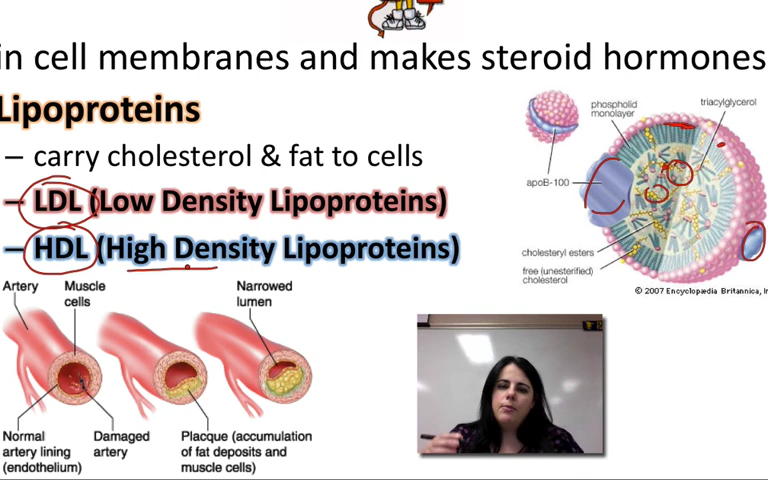 in cell membranes and makes steroid hormones
Lipoproteins
– carry cholesterol & fat to cells
– LDL (Low Density Lipoproteins)
– HDL (High Density Lipoproteins)
phospholid
monolayer
triacylglycerol
apoB-100
cholesteryl esters
free (unesterified)
cholesterol
© 2007 Encyclopædia Britannica, In
Artery
Muscle
cells
Narrowed
lumen
Normal
artery lining
(endothelium)
Damaged
artery
Placque (accumulation
of fat deposits and
muscle cells)